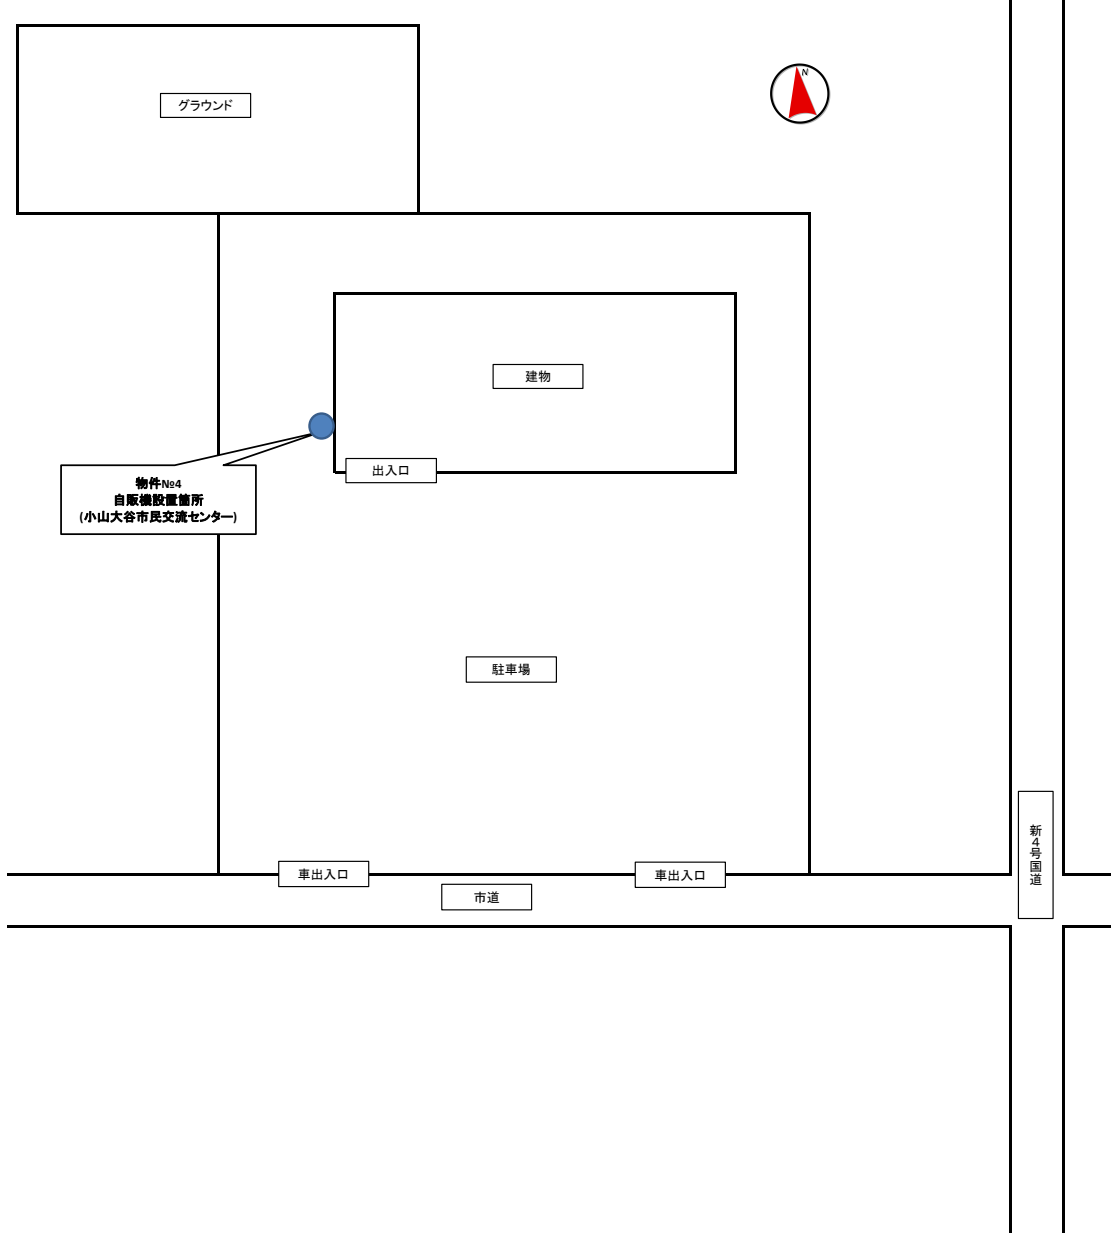 N
グラウンド
建物
出入口
物件№4
自販機設置箇所
(小山大谷市民交流センター)
駐車場
新4号国道
車出入口
車出入口
市道